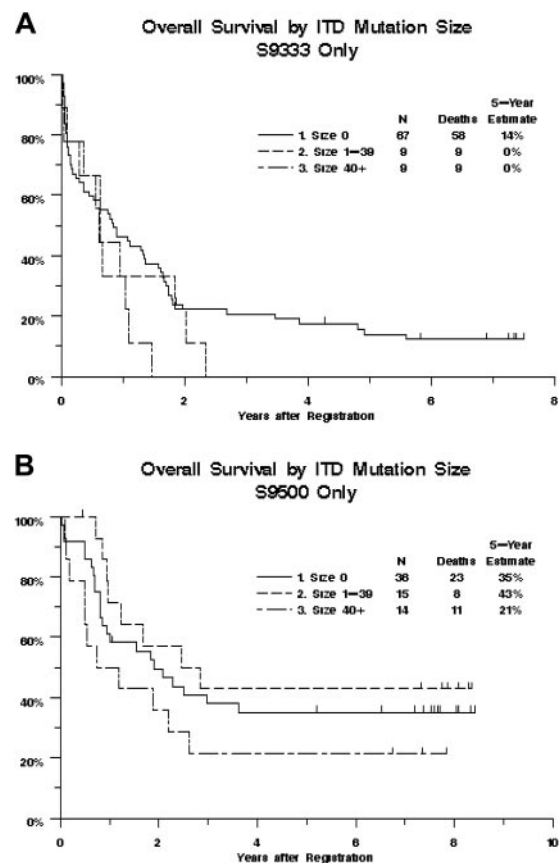 A
Overall Survival by ITD Mutation Size
S9333 Only
5-Year
N Deaths Estimate
1. Size 0 67 58 14%
2. Size 1-39 9 9 0%
3. Size 40+ 9 9 0%
100%
80%
60%
40%
20%
0%
0 2 4 6 8
Years after Registration
B
Overall Survival by ITD Mutation Size
S9500 Only
5-Year
N Deaths Estimate
1. Size 0 36 23 35%
2. Size 1-39 15 8 43%
3. Size 40+ 14 11 21%
100%
80%
60%
40%
20%
0%
0 2 4 6 8 10
Years after Registration